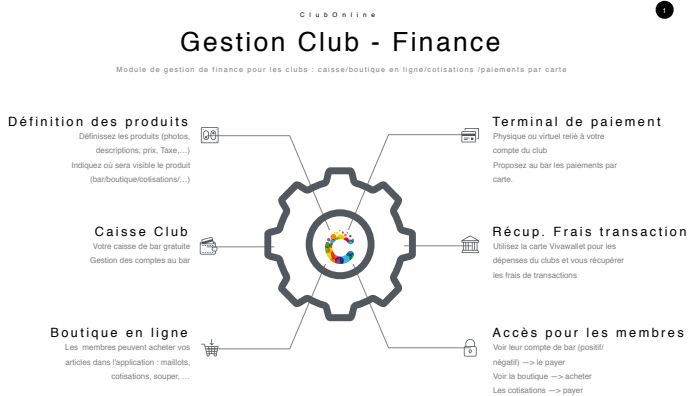 ClubOnline
1
Gestion Club - Finance
Module de gestion de finance pour les clubs : caisse/boutique en ligne/cotisations /paiements par carte
Définition des produits
Définissez les produits (photos,
descriptions, prix, Taxe,...)
Indiquez où sera visible le produit
(bar/boutique/cotisations/...)
Caisse Club
Votre caisse de bar gratuite
Gestion des comptes au bar
Boutique en ligne
Les membres peuvent acheter vos
articles dans l'application : maillots,
cotisations, souper, ...
Terminal de paiement
Physique ou virtuel reliè à votre
compte du club
Proposez au bar les paiements par
carte.
Récup. Frais transaction
Utilisez la carte Vivawallet pour les
dépenses du clubs et vous récupérer
les frais de transactions
Accès pour les membres
Voir leur compte de bar (positif/
négatif) —> le payer
Voir la boutique —> acheter
Les cotisations —> payer